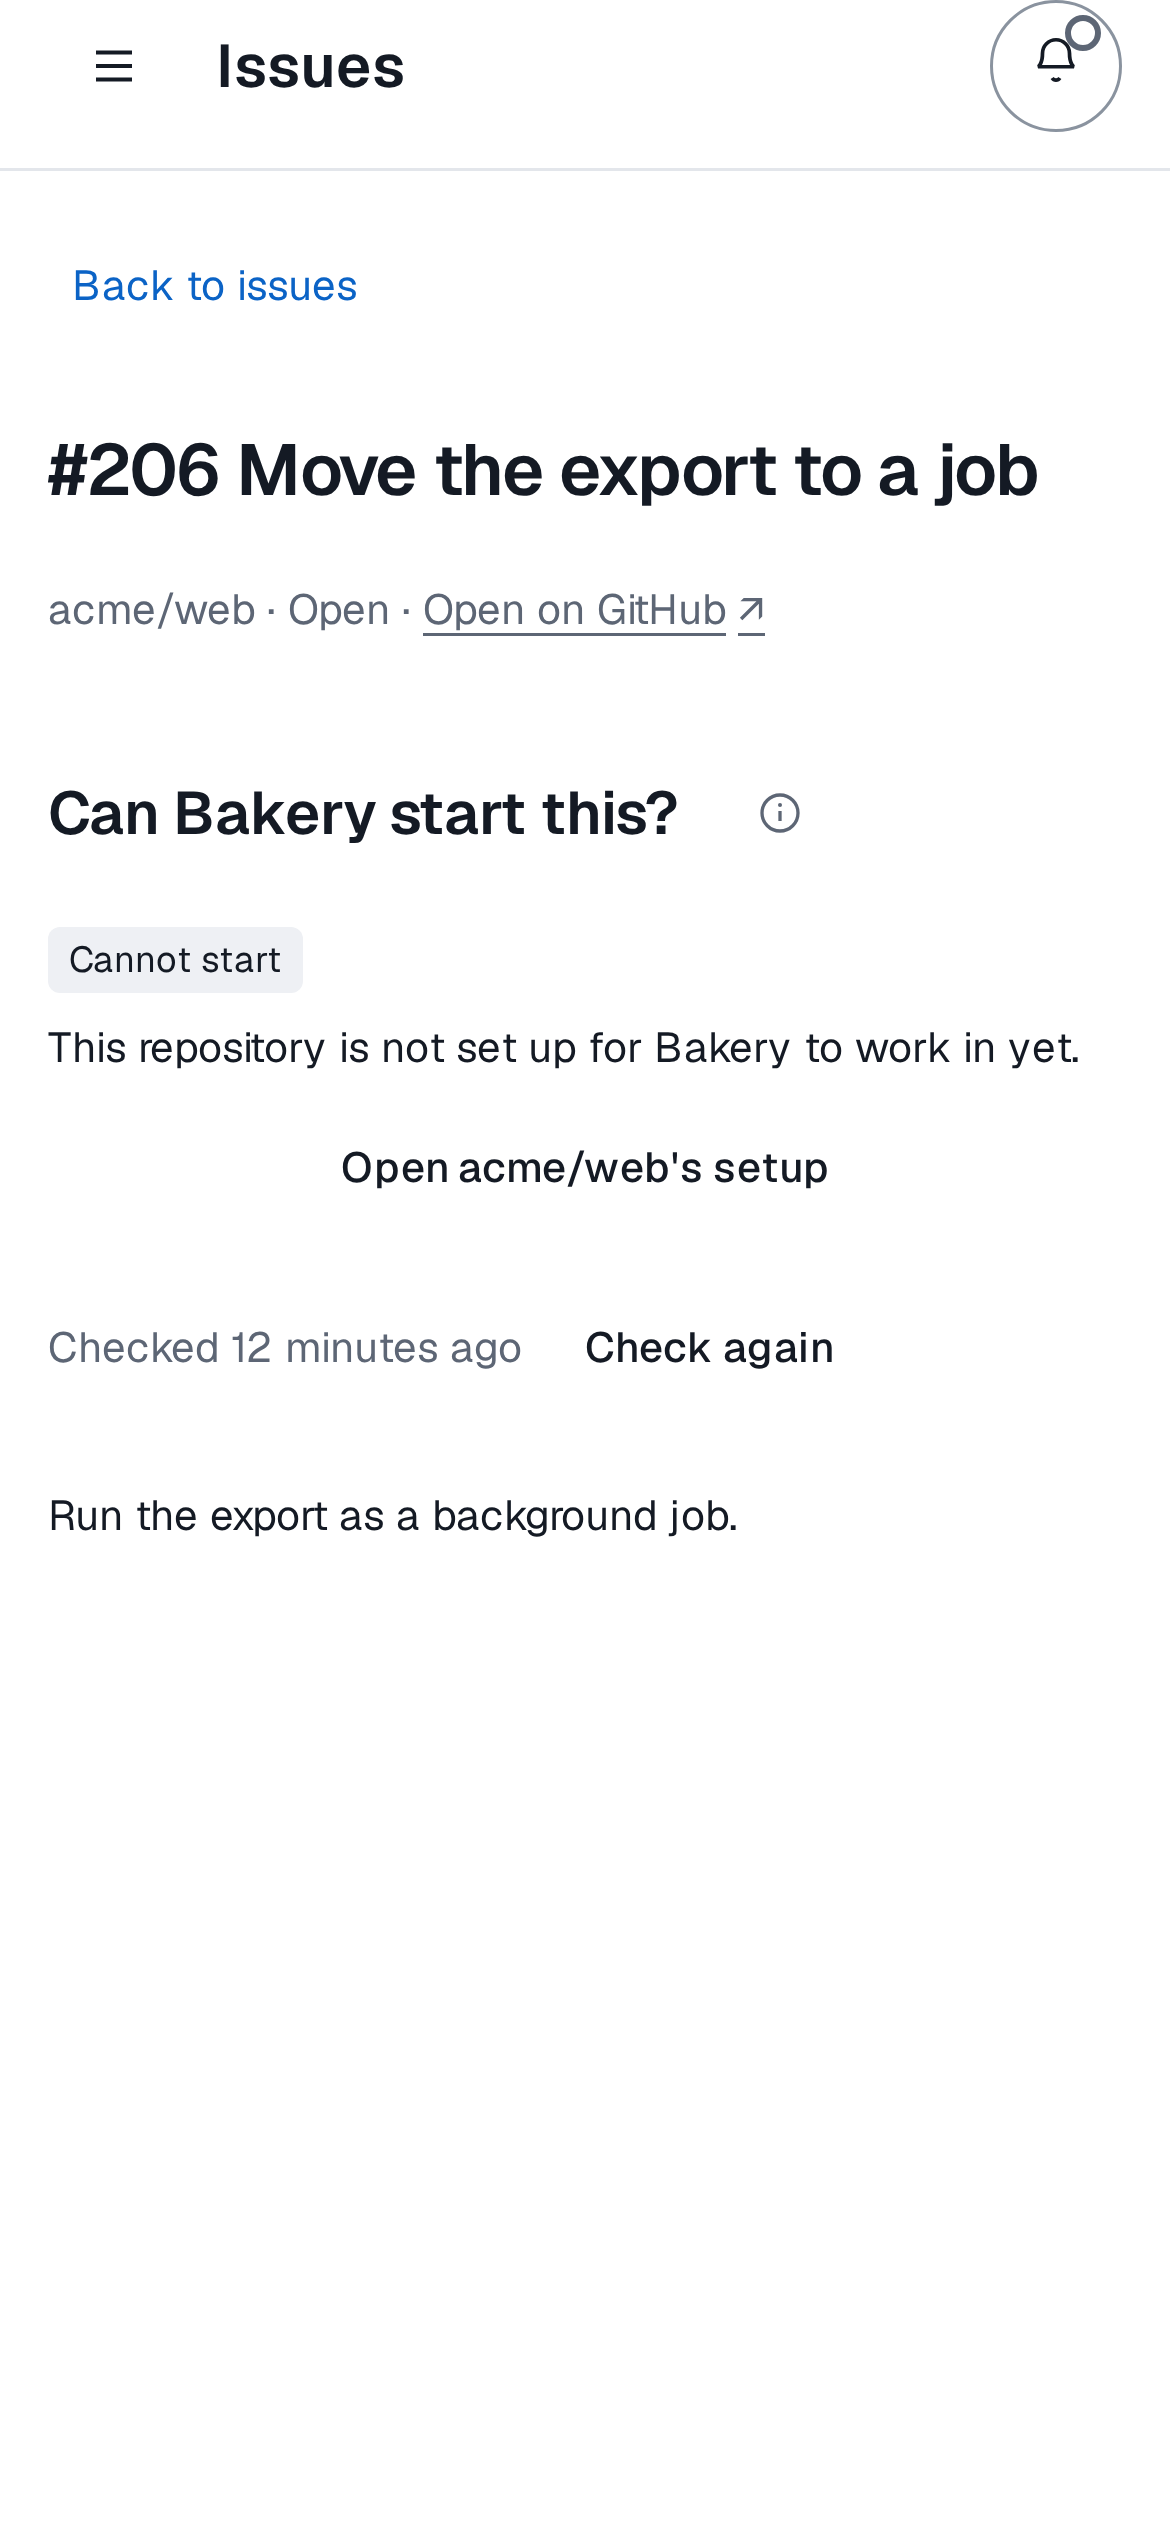 Issues
Back to issues
#206 Move the export to a job
acme/web · Open · Open on GitHub ↗
Can Bakery start this?
Cannot start
This repository is not set up for Bakery to work in yet.
Open acme/web's setup
Checked 12 minutes ago Check again
Run the export as a background job.